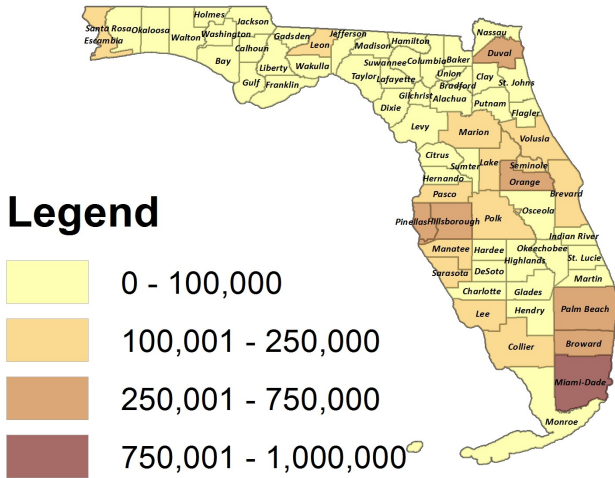 Holmes
Jackson
Santa Rosa Okaloosa
Walton
Washington
Escambia
Calhoun
Gadsden
Jefferson
Leon
Madison
Hamilton
Nassau
Baker
Duval
Bay
Liberty
Wakulla
Suwannee
Columbia
Taylor
Lafayette
Union
Bradford
Clay
St. Johns
Gulf
Franklin
Gilchrist
Alachua
Putnam
Dixie
Flagler
Levy
Marion
Volusia
Citrus
Sumter
Lake
Seminole
Hernando
Orange
Pasco
Brevard
Osceola
Pinellas
Hillsborough
Polk
Indian River
Manatee
Hardee
Okeechobee
Highlands
St. Lucie
Sarasota
DeSoto
Martin
Charlotte
Glades
Lee
Hendry
Palm Beach
Collier
Broward
Miami-Dade
Monroe
Legend
0 - 100,000
100,001 - 250,000
250,001 - 750,000
750,001 - 1,000,000